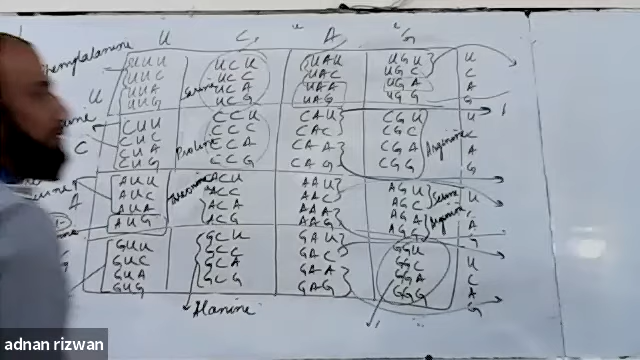 U C A G
U
UUU UCU UAU UGU U
UUC UCC UAC UGC C
UUA UCA UAA UGA A
UUG UCG UAG UGG G
Serine
CUU CCU CAU CGU U
C CUC CCC CAC CGC C
CUA CCA CAA CGA A
CUG CCG CAG CGG G
Proline
Arginine
AUU ACU AAU AGU U
A AUC ACC AAC AGC
AUA ACA AAA AGA A
AUG AAG AGG G
Serine
Arginine
GUU GCU GAU GGU U
GUC GCC GAC GGC C
GUA GCA GAA GGA A
GUG GCG GAG GGG G
Alanine
adnan rizwan